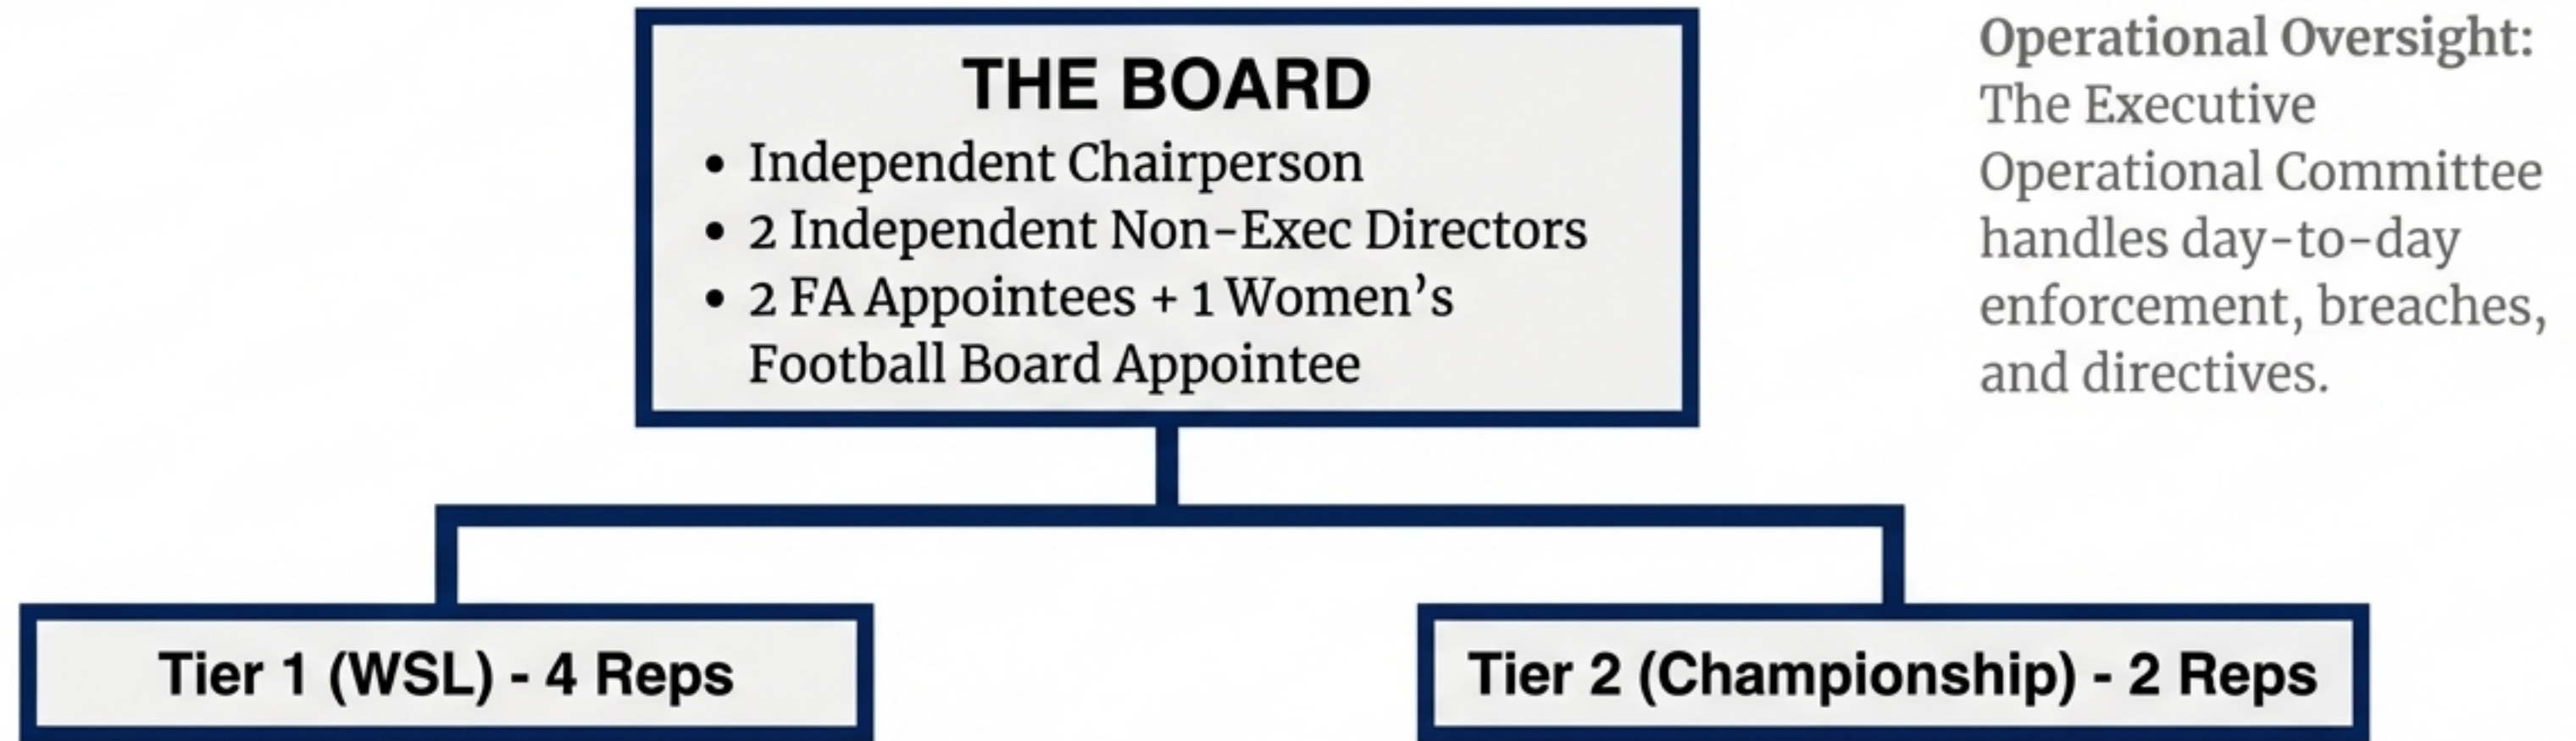 THE BOARD
• Independent Chairperson
• 2 Independent Non-Exec Directors
• 2 FA Appointees + 1 Women’s
Football Board Appointee
Operational Oversight:
The Executive
Operational Committee
handles day-to-day
enforcement, breaches,
and directives.
Tier 1 (WSL) - 4 Reps
Tier 2 (Championship) - 2 Reps